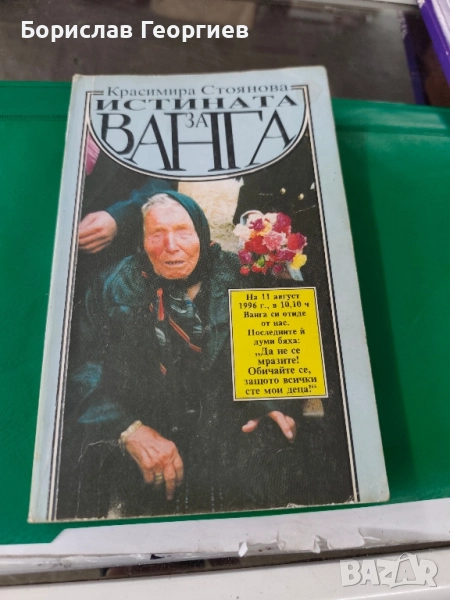 Борислав Георгиев
Красимира Стоянова
ИСТИНАТА
ЗА
ВАНГА
На 11 август
1996 г., в 10,10 ч
Ванга си отиде
от нас.
Последните ѝ
думи бяха:
„Да не се
мразите!
Обичайте се,
защото всички
сте мои деца!“
BAZAR